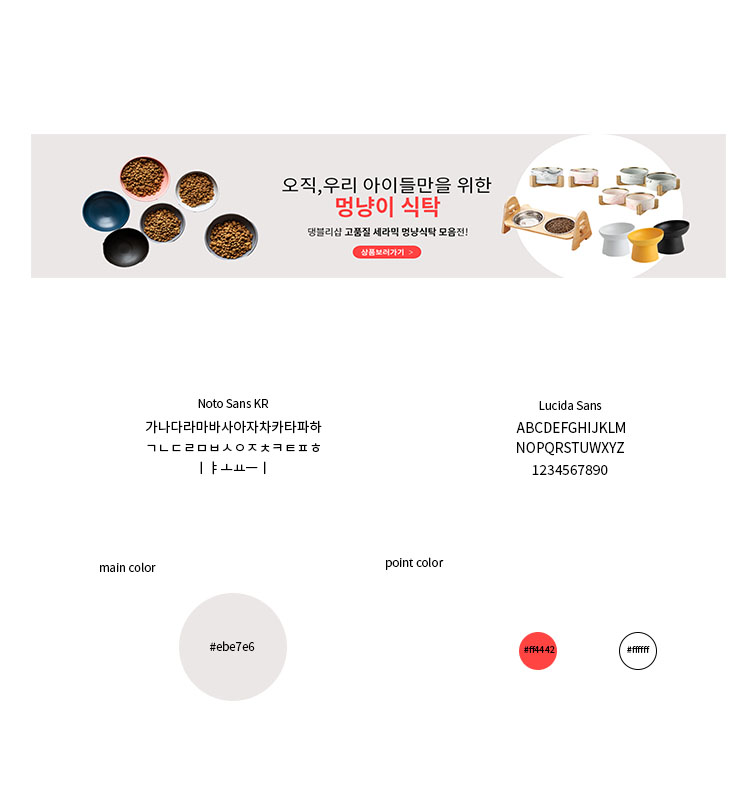 오직,우리 아이들만을 위한
멍냥이 식탁
댕블리샵 고품질 세라믹 멍냥식탁 모음전!
상품보러가기 >
Noto Sans KR
가나다라마바사아자차카타파하
ㄱㄴㄷㄹㅁㅂㅅㅇㅈㅊㅋㅌㅍㅎ
ㅣㅑㅗㅛㅡㅣ
Lucida Sans
ABCDEFGHIJKLM
NOPQRSTUWXYZ
1234567890
main color
#ebe7e6
point color
#ff4442
#ffffff